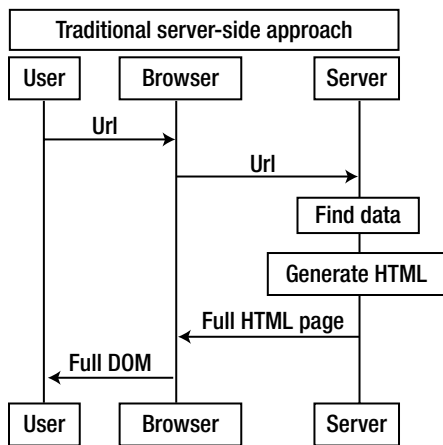 Traditional server-side approach
User
Browser
Server
Url
Url
Find data
Generate HTML
Full HTML page
Full DOM
User
Browser
Server